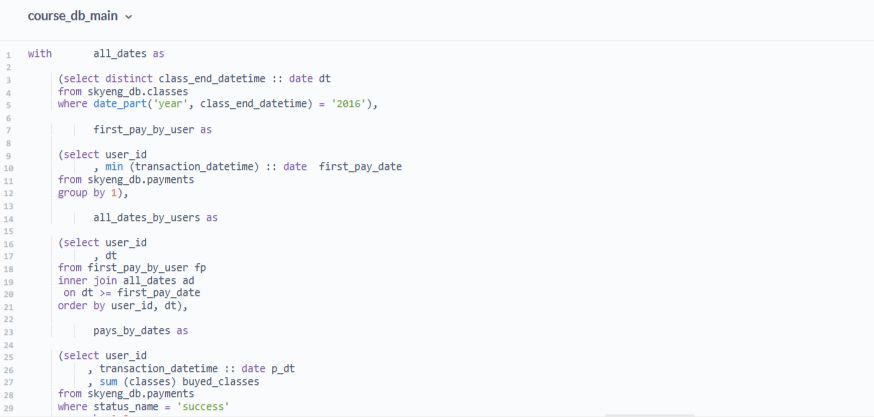 course_db_main
1 with all_dates as
2
3 (select distinct class_end_datetime :: date dt
4 from skyeng_db.classes
5 where date_part('year', class_end_datetime) = '2016'),
6
7 first_pay_by_user as
8
9 (select user_id
10 , min (transaction_datetime) :: date first_pay_date
11 from skyeng_db.payments
12 group by 1),
13
14 all_dates_by_users as
15
16 (select user_id
17 , dt
18 from first_pay_by_user fp
19 inner join all_dates ad
20 on dt >= first_pay_date
21 order by user_id, dt),
22
23 pays_by_dates as
24
25 (select user_id
26 , transaction_datetime :: date p_dt
27 , sum (classes) buyed_classes
28 from skyeng_db.payments
29 where status_name = 'success'